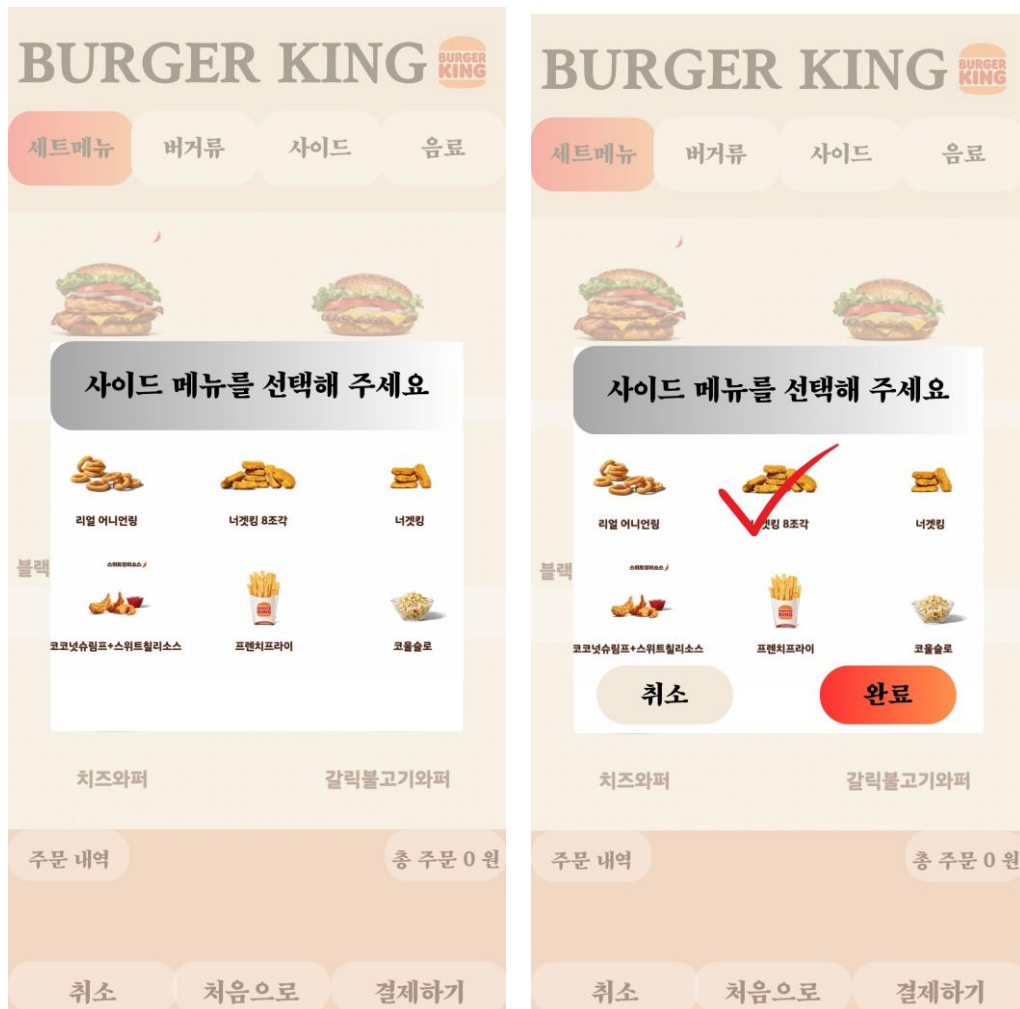 BURGER KING
BURGER
KING
세트메뉴 버거류 사이드 음료
사이드 메뉴를 선택해 주세요
리얼 어니언링 너겟킹 8조각 너겟킹
블랙
스위트칠리소스
코코넛슈림프+스위트칠리소스 프렌치프라이 코울슬로
치즈와퍼 갈릭불고기와퍼
주문 내역 총 주문 0 원
취소 처음으로 결제하기
BURGER KING
BURGER
KING
세트메뉴 버거류 사이드 음료
사이드 메뉴를 선택해 주세요
리얼 어니언링 너겟킹 8조각 너겟킹
블랙
스위트칠리소스
코코넛슈림프+스위트칠리소스 프렌치프라이 코울슬로
취소 완료
치즈와퍼 갈릭불고기와퍼
주문 내역 총 주문 0 원
취소 처음으로 결제하기